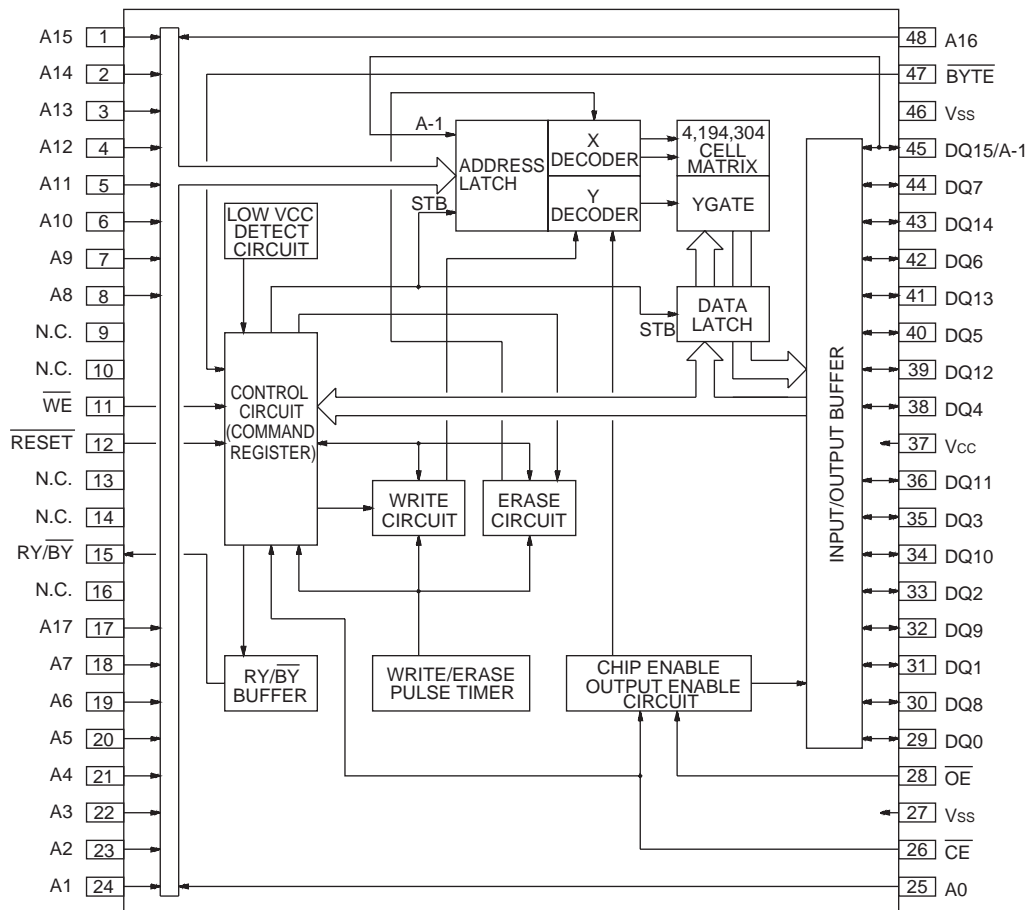 A15 1
A14 2
A13 3
A12 4
A11 5
A10 6
A9 7
A8 8
N.C. 9
N.C. 10
WE 11
RESET 12
N.C. 13
N.C. 14
RY/BY 15
N.C. 16
A17 17
A7 18
A6 19
A5 20
A4 21
A3 22
A2 23
A1 24
A-1
ADDRESS
LATCH
STB
X
DECODER
Y
DECODER
4,194,304
CELL
MATRIX
YGATE
LOW VCC
DETECT
CIRCUIT
DATA
LATCH
STB
CONTROL
CIRCUIT
(COMMAND
REGISTER)
WRITE
CIRCUIT
ERASE
CIRCUIT
RY/BY
BUFFER
WRITE/ERASE
PULSE TIMER
CHIP ENABLE
OUTPUT ENABLE
CIRCUIT
INPUT/OUTPUT BUFFER
48 A16
47 BYTE
46 Vss
45 DQ15/A-1
44 DQ7
43 DQ14
42 DQ6
41 DQ13
40 DQ5
39 DQ12
38 DQ4
37 Vcc
36 DQ11
35 DQ3
34 DQ10
33 DQ2
32 DQ9
31 DQ1
30 DQ8
29 DQ0
28 OE
27 Vss
26 CE
25 A0